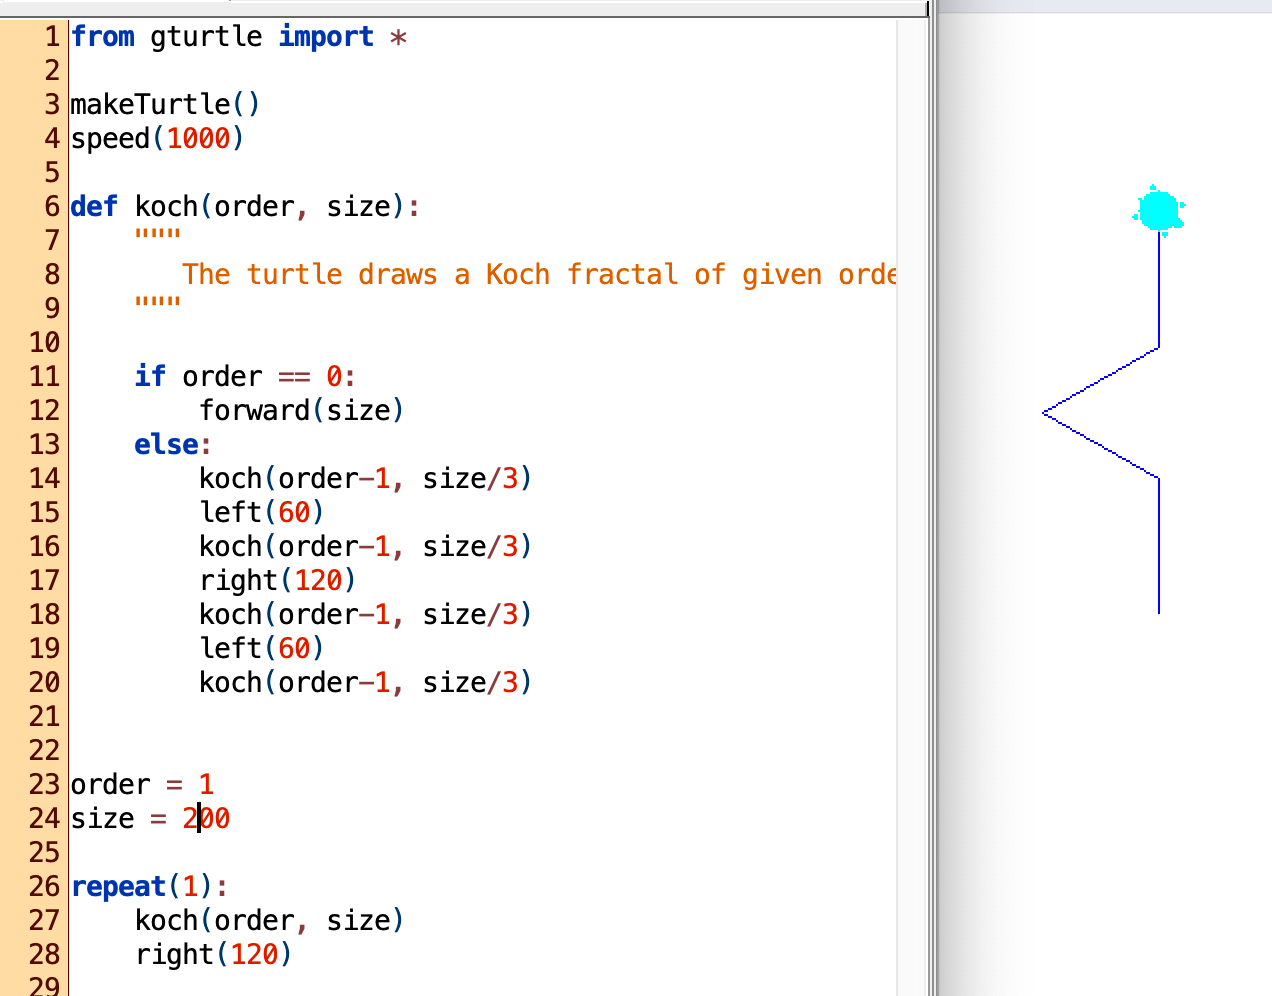 1 from gturtle import *
2
3 makeTurtle()
4 speed(1000)
5
6 def koch(order, size):
7 """
8 The turtle draws a Koch fractal of given orde
9 """
10
11 if order == 0:
12 forward(size)
13 else:
14 koch(order-1, size/3)
15 left(60)
16 koch(order-1, size/3)
17 right(120)
18 koch(order-1, size/3)
19 left(60)
20 koch(order-1, size/3)
21
22
23 order = 1
24 size = 200
25
26 repeat(1):
27 koch(order, size)
28 right(120)
29